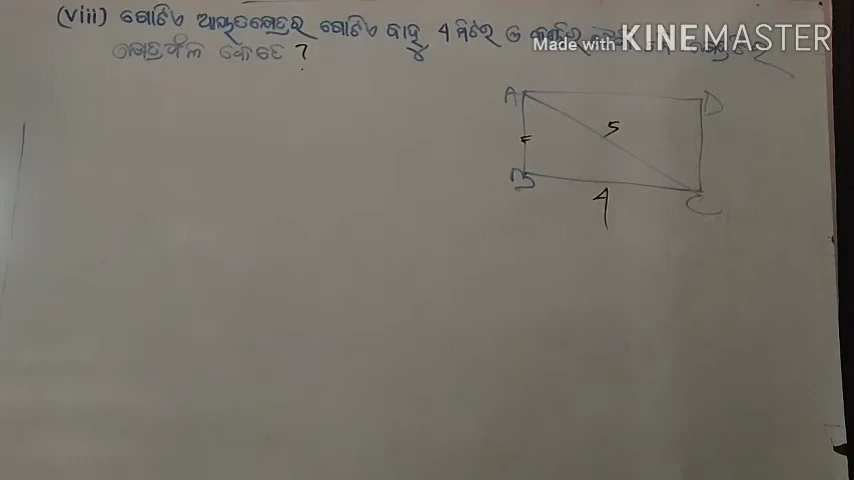 (viii) ଗୋଟିଏ ଆୟତକ୍ଷେତ୍ରର ଗୋଟିଏ ବାହୁ 4 ମିଟର ଓ
କ୍ଷେତ୍ରଫଳ କେତେ ?
Made with KINEMASTER
A
D
5
B
4
C